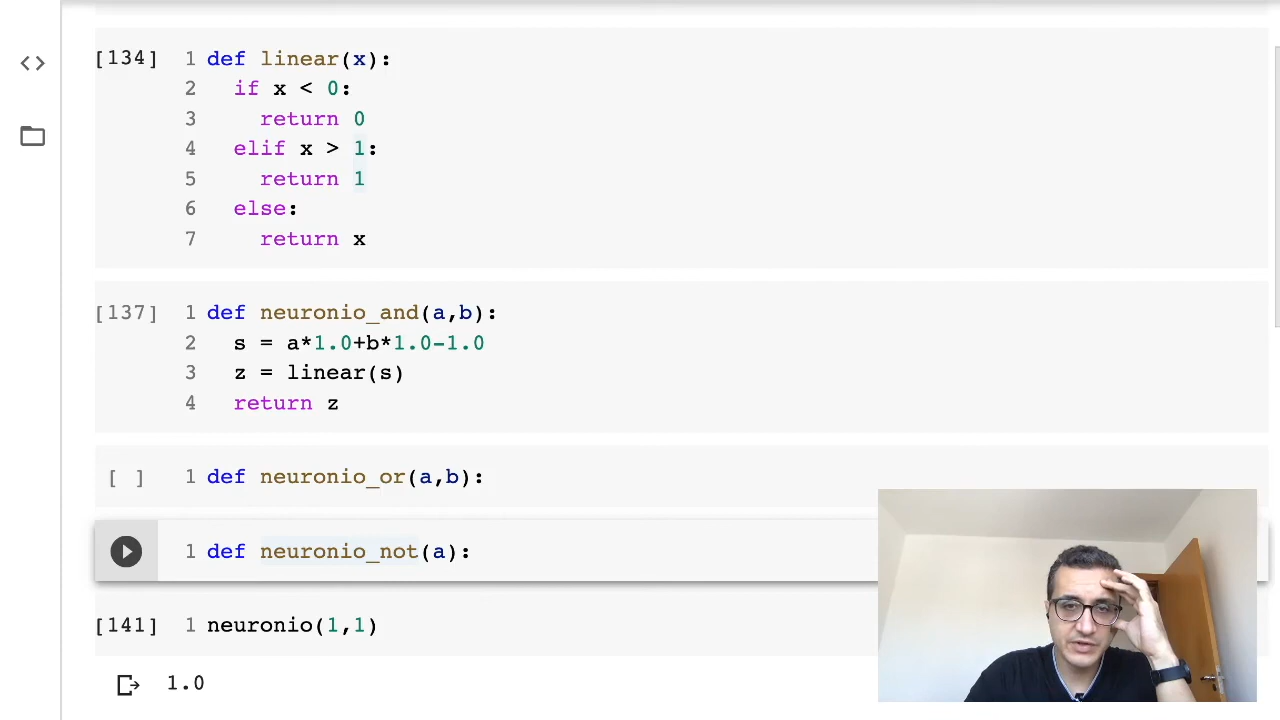 [134] 1 def linear(x):
2 if x < 0:
3 return 0
4 elif x > 1:
5 return 1
6 else:
7 return x
[137] 1 def neuronio_and(a,b):
2 s = a*1.0+b*1.0-1.0
3 z = linear(s)
4 return z
[ ] 1 def neuronio_or(a,b):
1 def neuronio_not(a):
[141] 1 neuronio(1,1)
1.0